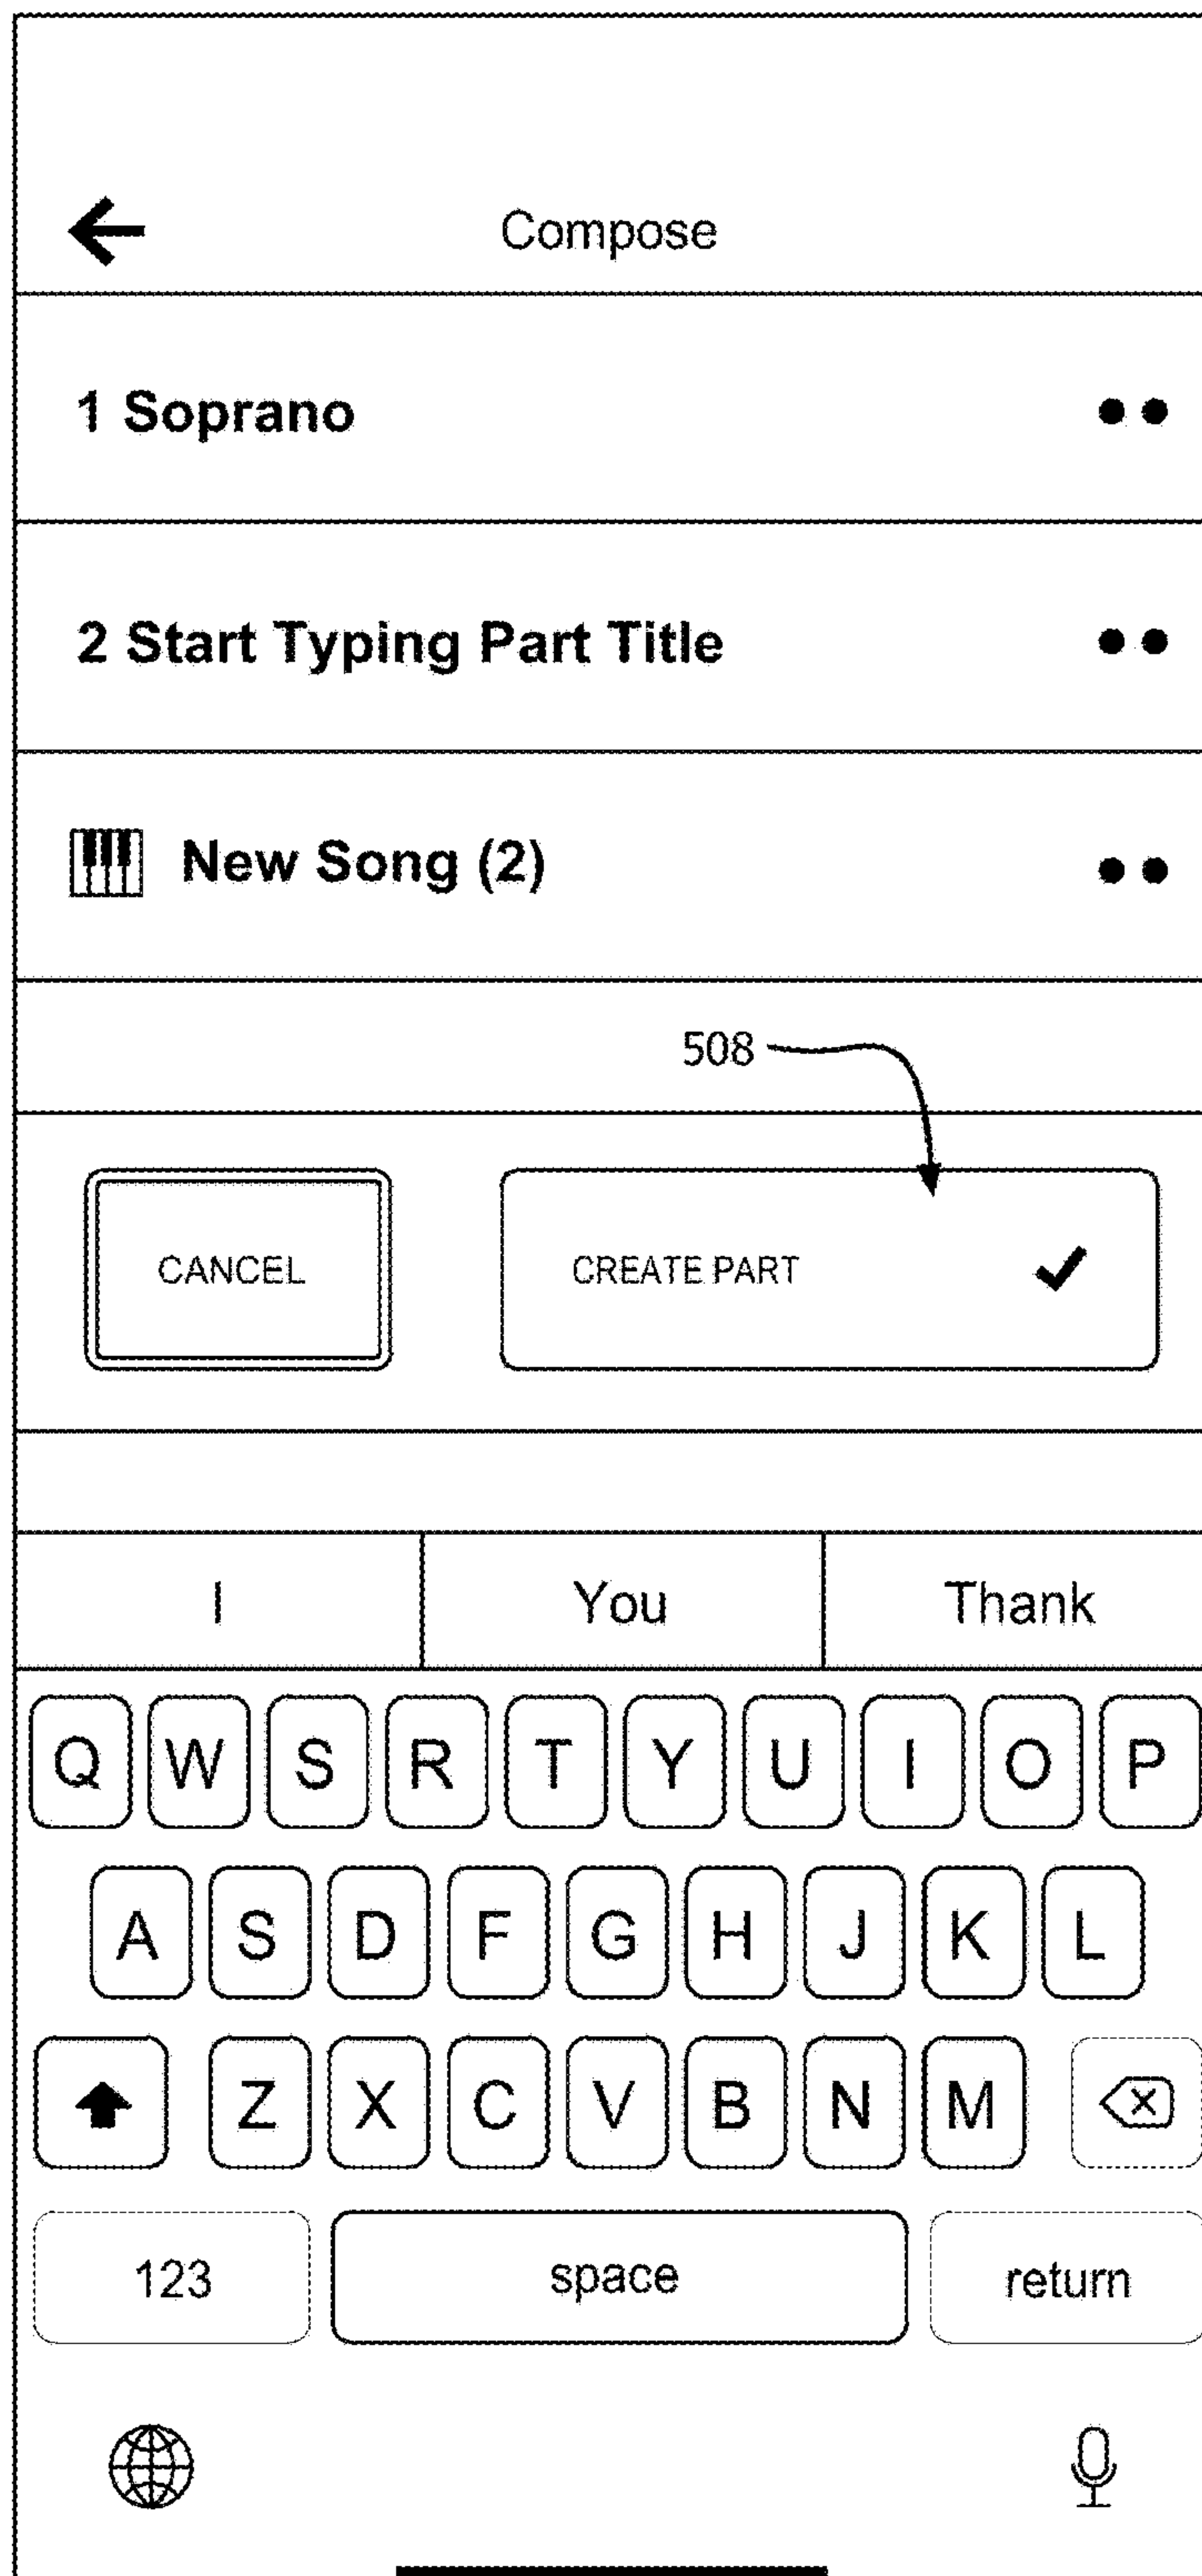 Compose
1 Soprano
2 Start Typing Part Title
New Song (2)
508
CANCEL CREATE PART
I You Thank
Q W S R T Y U I O P
A S D F G H J K L
Z X C V B N M
123 space return